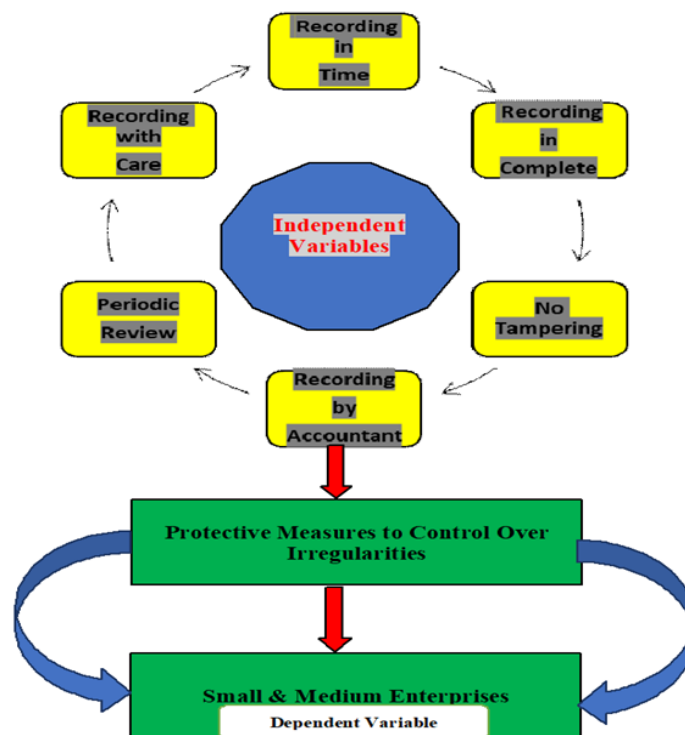 Recording
in
Time
Recording
with
Care
Recording
in
Complete
Independent
Variables
Periodic
Review
No
Tampering
Recording
by
Accountant
Protective Measures to Control Over
Irregularities
Small & Medium Enterprises
Dependent Variable